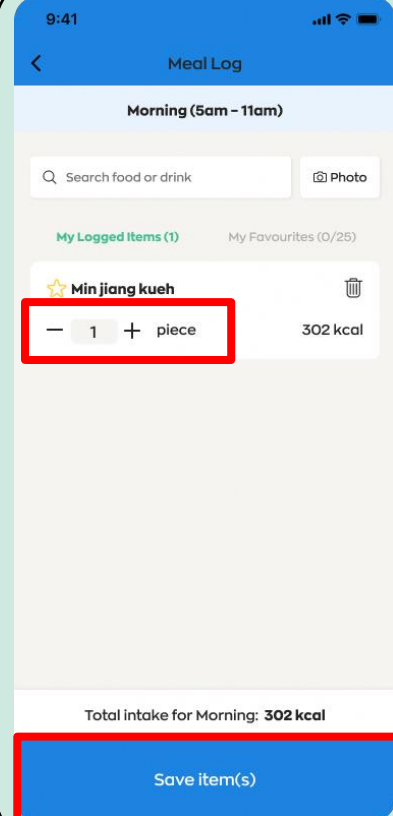 9:41
Meal Log
Morning (5am – 11am)
Search food or drink
Photo
My Logged Items (1) My Favourites (0/25)
Min jiang kueh
1 piece 302 kcal
Total intake for Morning: 302 kcal
Save item(s)